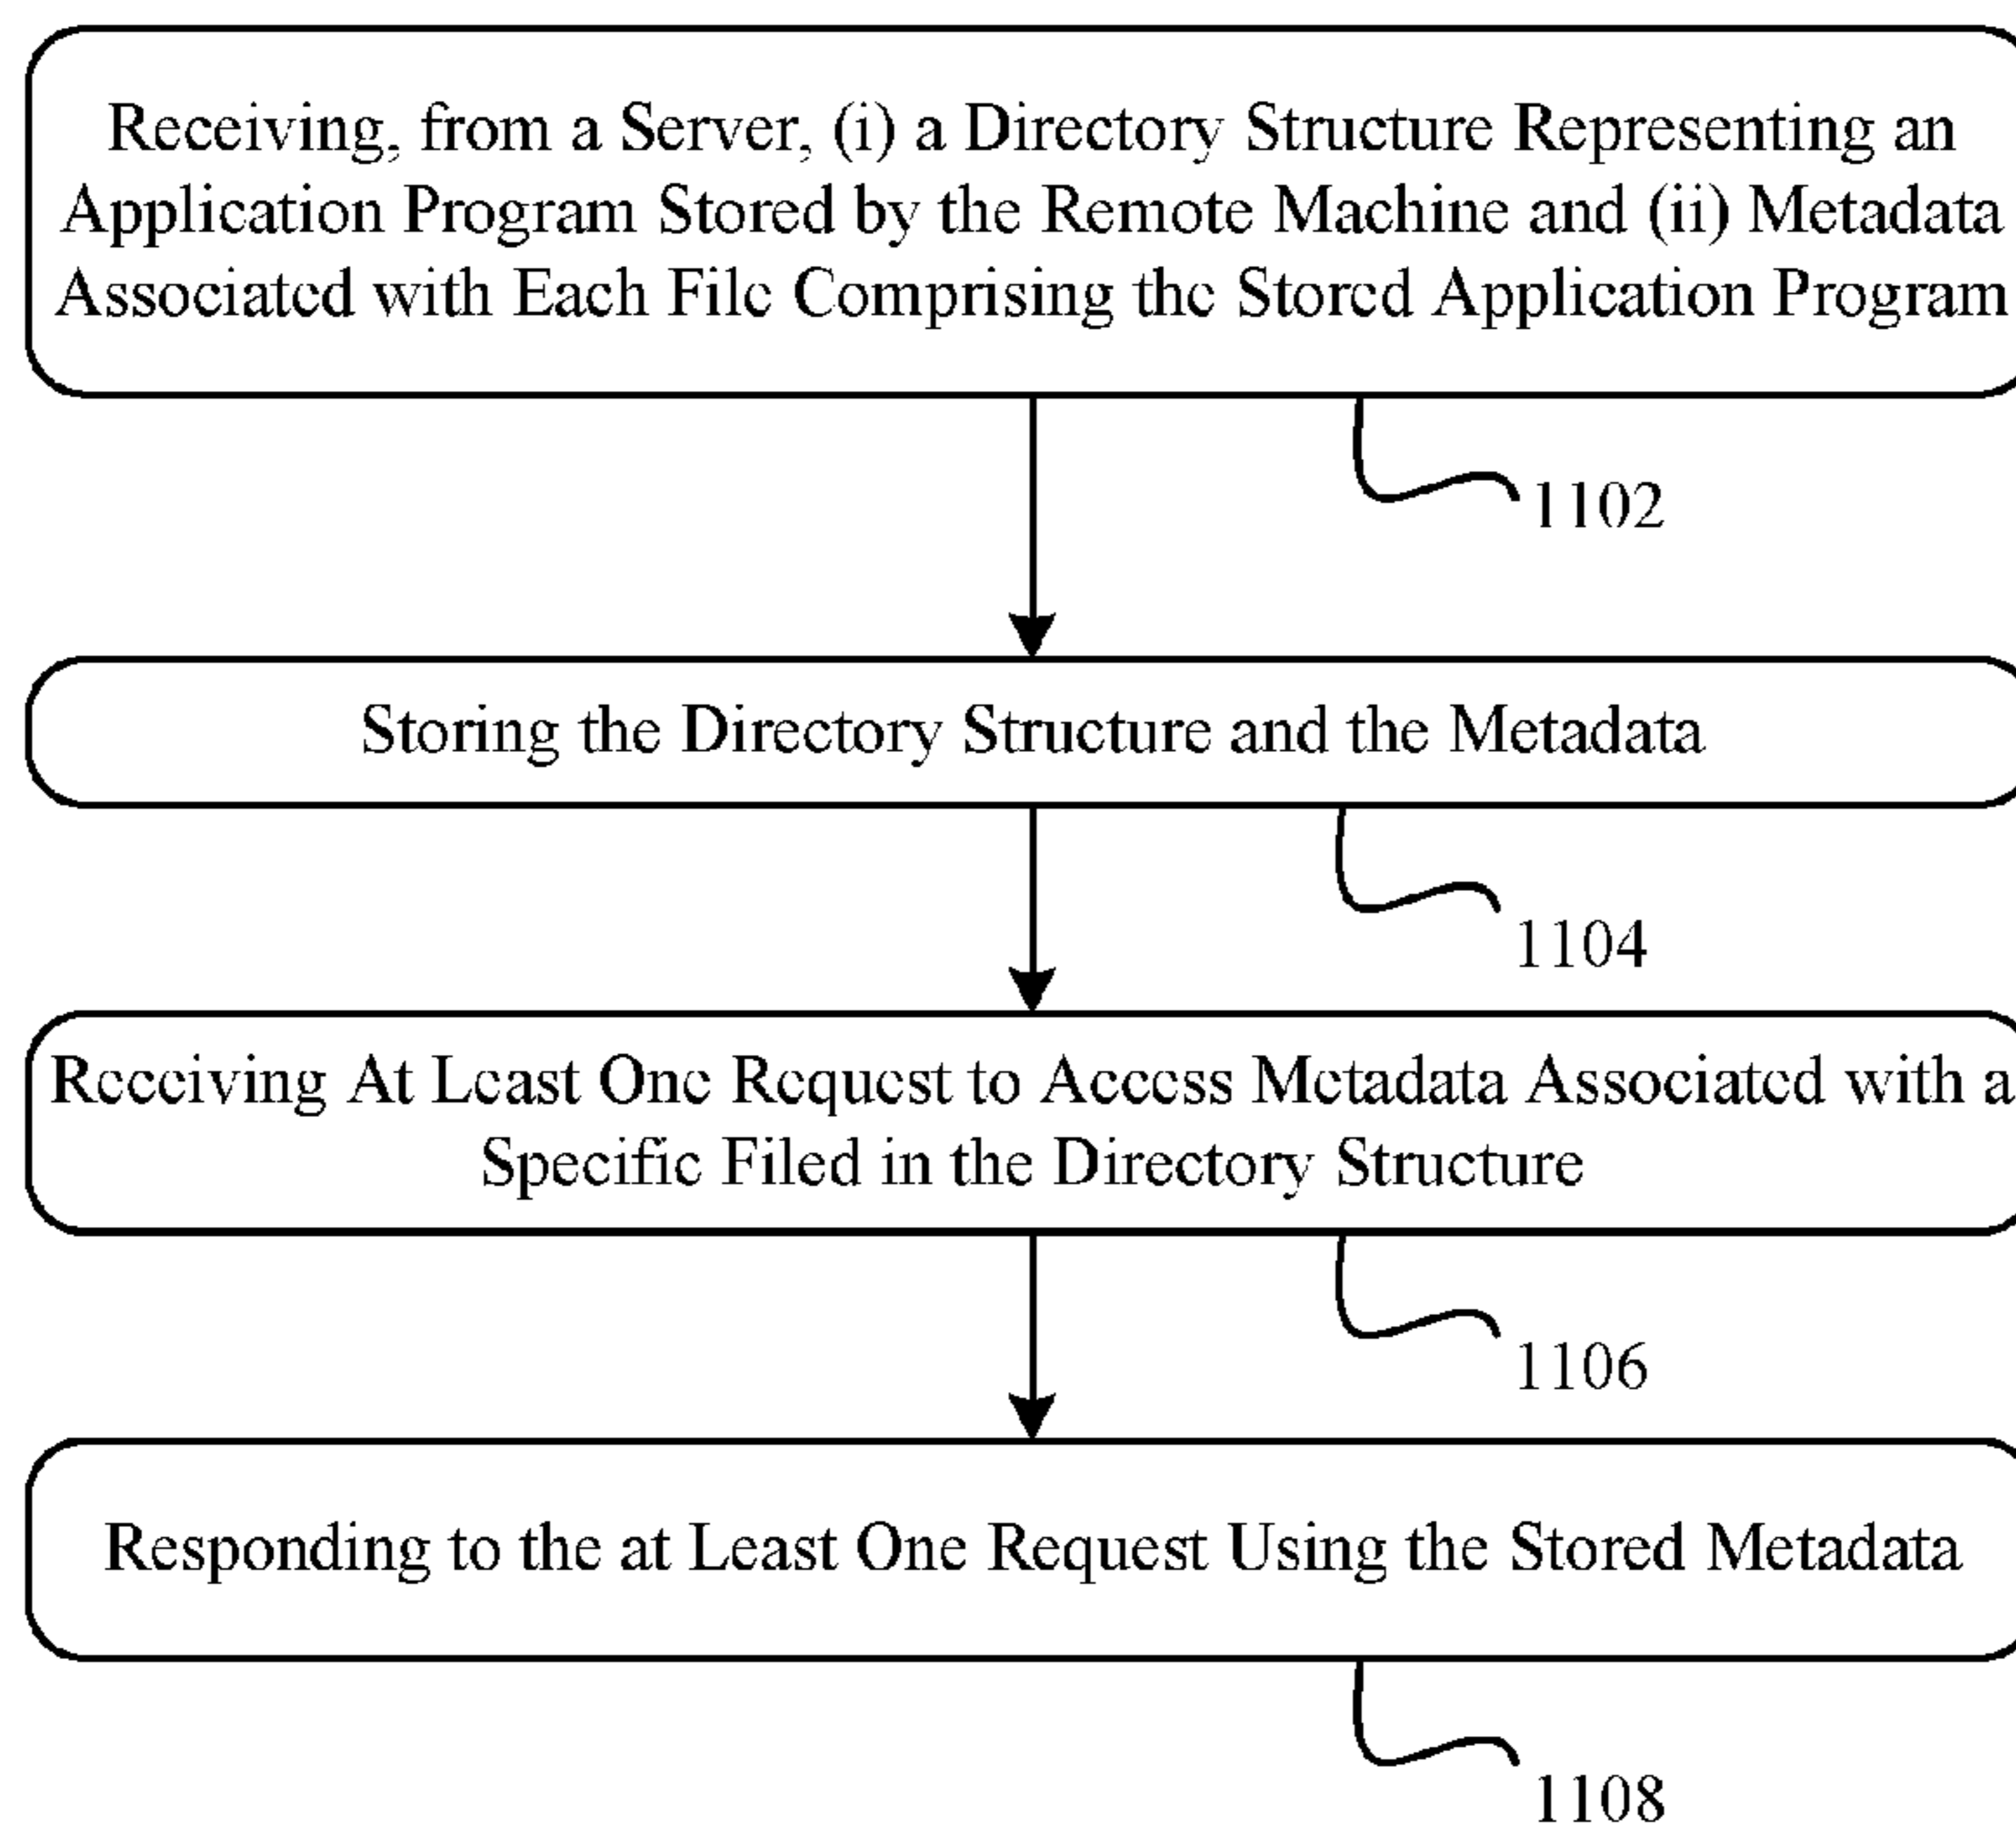 Receiving, from a Server, (i) a Directory Structure Representing an
Application Program Stored by the Remote Machine and (ii) Metadata
Associated with Each File Comprising the Stored Application Program
1102
Storing the Directory Structure and the Metadata
1104
Receiving At Least One Request to Access Metadata Associated with a
Specific Filed in the Directory Structure
1106
Responding to the at Least One Request Using the Stored Metadata
1108